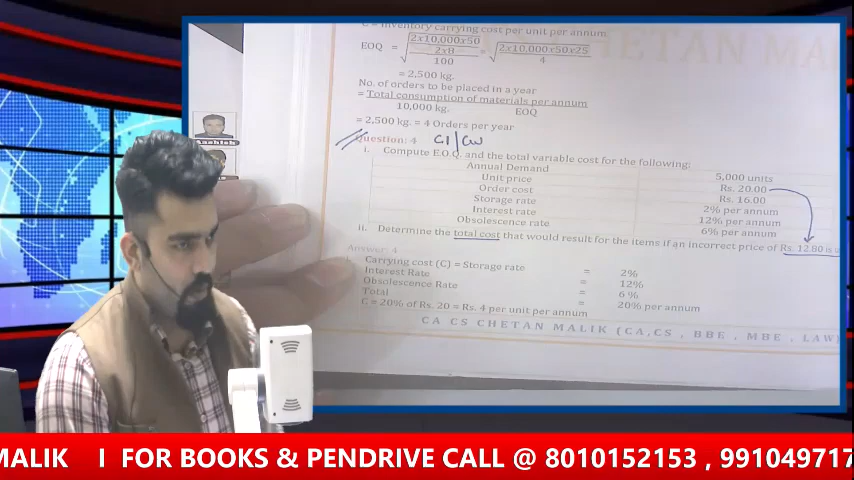 C = Inventory carrying cost per unit per annum
EOQ = √2x10,000x50 / 2x8 / 100 = √2x10,000x50x25 / 4
= 2,500 kg.
No. of orders to be placed in a year
= Total consumption of materials per annum / EOQ
10,000 kg.
= 2,500 kg. = 4 Orders per year
Question: 4
i. Compute E.O.Q. and the total variable cost for the following:
Annual Demand 5,000 units
Unit price Rs. 20.00
Order cost Rs. 16.00
Storage rate 2% per annum
Interest rate 12% per annum
Obsolescence rate 6% per annum
ii. Determine the total cost that would result for the items if an incorrect price of Rs. 12.80 is
Answer: 4
Carrying cost (C) = Storage rate = 2%
Interest Rate = 12%
Obsolescence Rate = 6 %
Total = 20% per annum
C = 20% of Rs. 20 = Rs. 4 per unit per annum
CA CS CHETAN MALIK (CA,CS , BBE , MBE , LAW)
CHETAN
Aashish
MALIK I FOR BOOKS & PENDRIVE CALL @ 8010152153 , 991049717